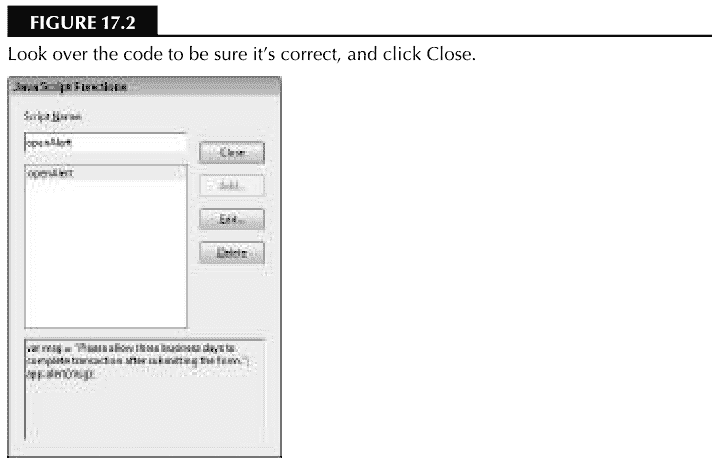 FIGURE 17.2
Look over the code to be sure it's correct, and click Close.
JavaScript Functions
Script Name
openAlert
Close
openAlert
Add...
Edit...
Delete
var msg = "Please allow three business days to
complete transaction after submitting the form.";
app.alert(msg);